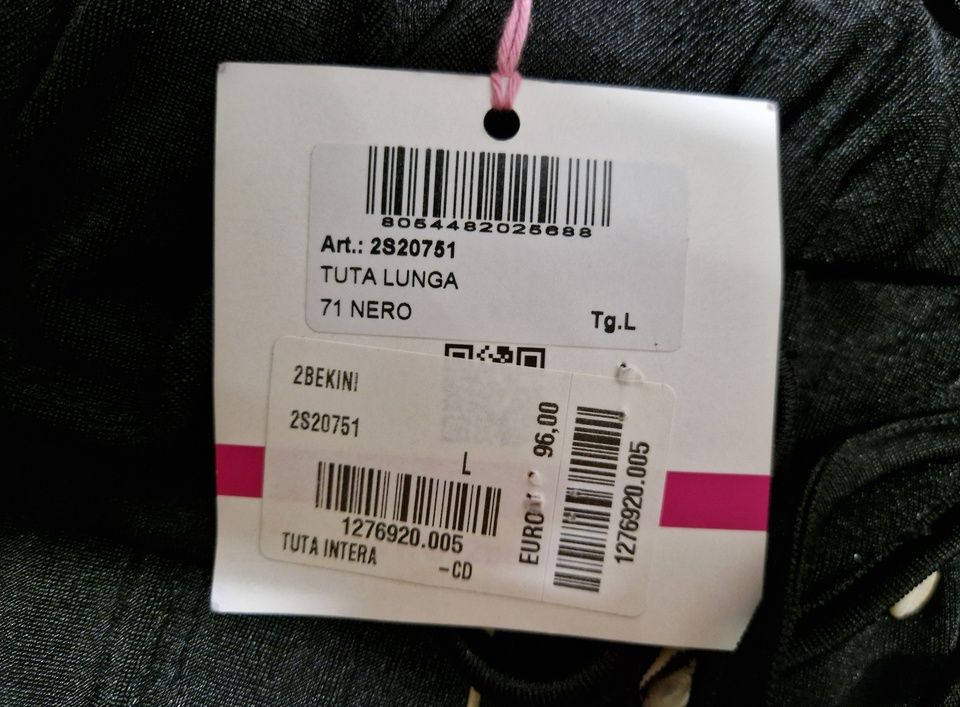 8054482025688
Art.: 2S20751
TUTA LUNGA
71 NERO
Tg.L
2BEKINI
2S20751
L
1276920.005
TUTA INTERA
-CD
EURO
96,00
1276920.005